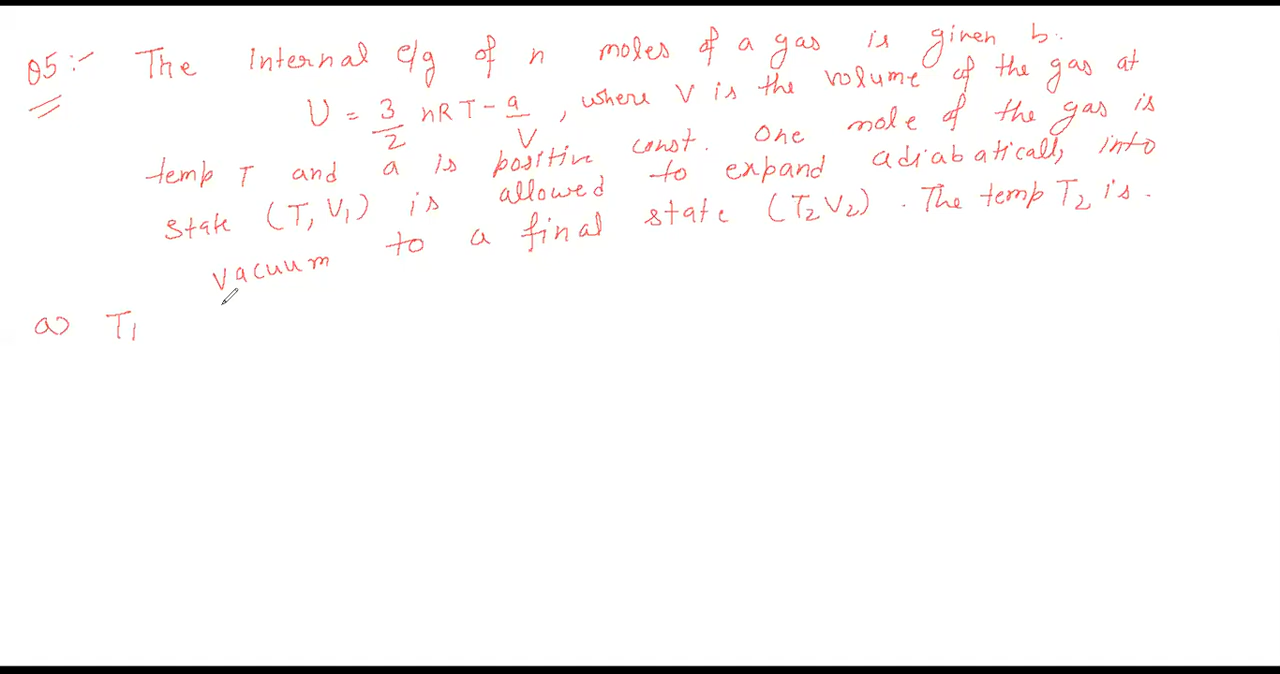 Q5:- The internal e/g of n moles of a gas is given b.
U = 3/2 nRT - a/V , where V is the volume of the gas at
temp T and a is positive const. One mole of the gas is
state (T, V1) is allowed to expand adiabatically into
vacuum to a final state (T2 V2) . The temp T2 is .
a) T1